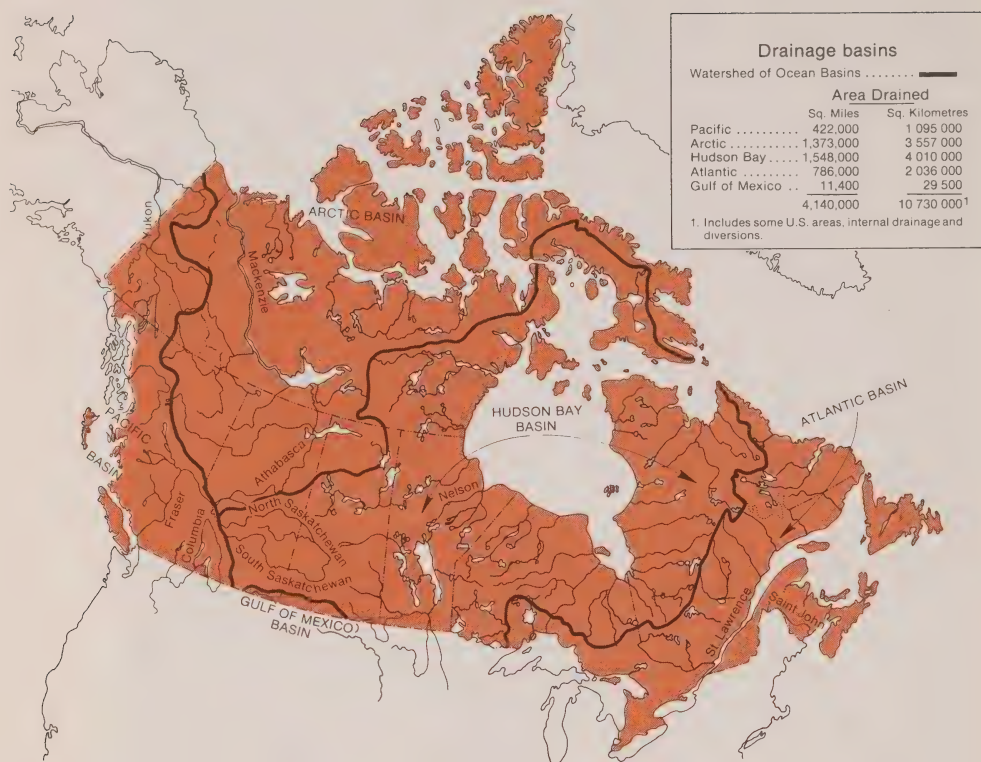 Drainage basins
Watershed of Ocean Basins ........
Area Drained
Sq. Miles Sq. Kilometres
Pacific .......... 422,000 1 095 000
Arctic .......... 1,373,000 3 557 000
Hudson Bay ..... 1,548,000 4 010 000
Atlantic ......... 786,000 2 036 000
Gulf of Mexico .. 11,400 29 500
4,140,000 10 730 000¹
1. Includes some U.S. areas, internal drainage and
diversions.
ARCTIC BASIN
Yukon
Mackenzie
PACIFIC
BASIN
HUDSON BAY
BASIN
ATLANTIC BASIN
Athabasca
Nelson
North Saskatchewan
Fraser
Columbia
South Saskatchewan
GULF OF MEXICO
BASIN
St Lawrence
Saint John